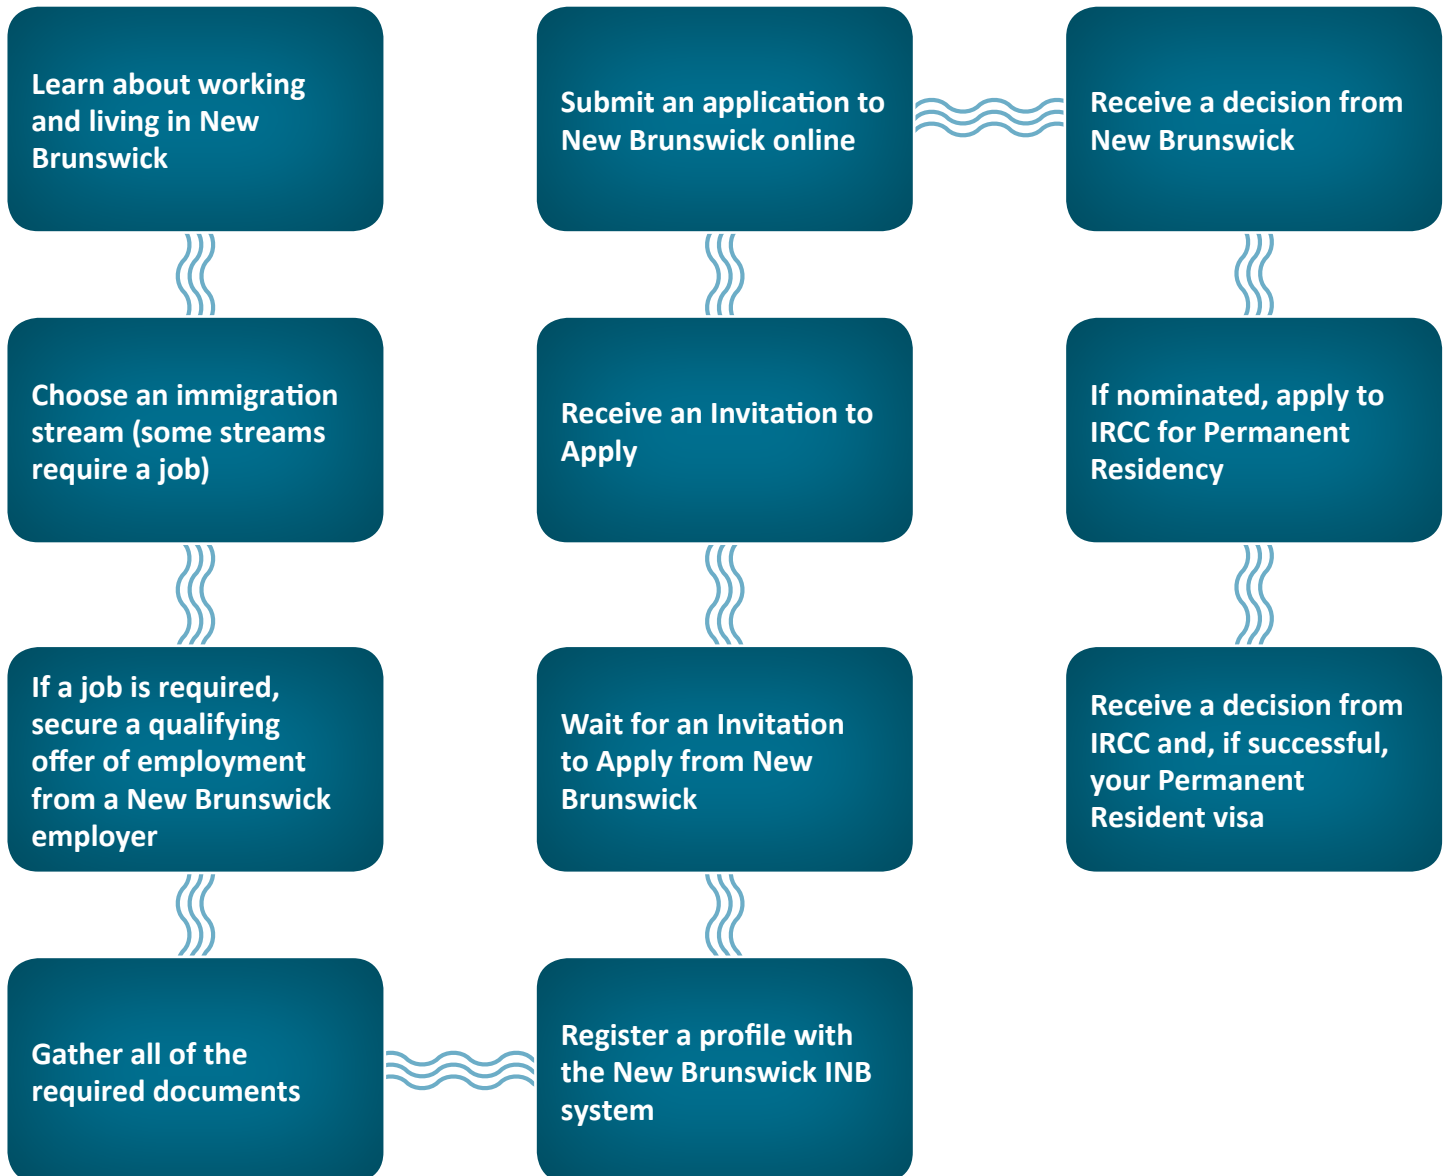 Learn about working
and living in New
Brunswick
Choose an immigration
stream (some streams
require a job)
If a job is required,
secure a qualifying
offer of employment
from a New Brunswick
employer
Gather all of the
required documents
Register a profile with
the New Brunswick INB
system
Wait for an Invitation
to Apply from New
Brunswick
Receive an Invitation to
Apply
Submit an application to
New Brunswick online
Receive a decision from
New Brunswick
If nominated, apply to
IRCC for Permanent
Residency
Receive a decision from
IRCC and, if successful,
your Permanent
Resident visa